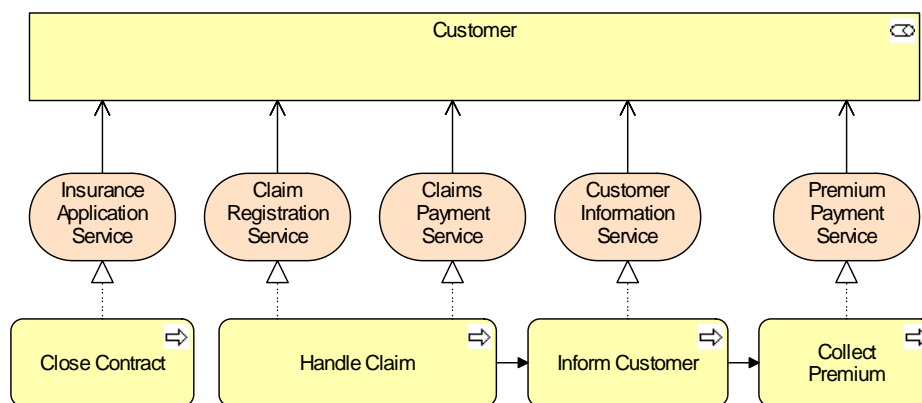 Customer
Insurance
Application
Service
Claim
Registration
Service
Claims
Payment
Service
Customer
Information
Service
Premium
Payment
Service
Close Contract
Handle Claim
Inform Customer
Collect
Premium